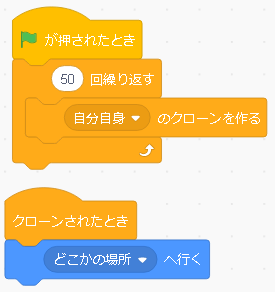 が押されたとき
50 回繰り返す
自分自身 のクローンを作る
クローンされたとき
どこかの場所 へ行く